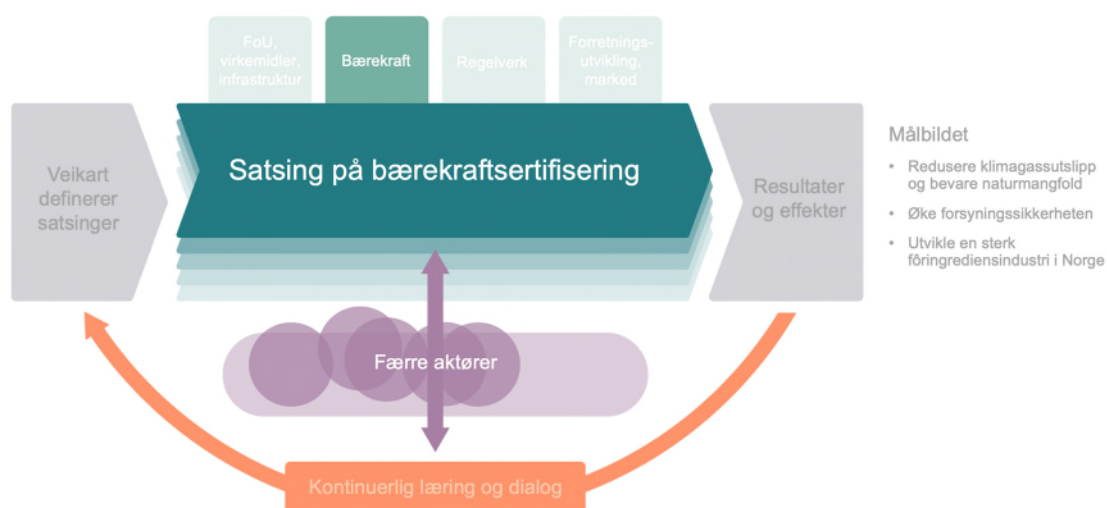 FoU,
virkemidler,
infrastruktur
Bærekraft
Regelverk
Forretnings-
utvikling,
marked
Veikart
definerer
satsinger
Satsing på bærekraftsertifisering
Resultater
og effekter
Målbildet
• Redusere klimagassutslipp
og bevare naturmangfold
• Øke forsyningssikkerheten
• Utvikle en sterk
fôringrediensindustri i Norge
Færre aktører
Kontinuerlig læring og dialog